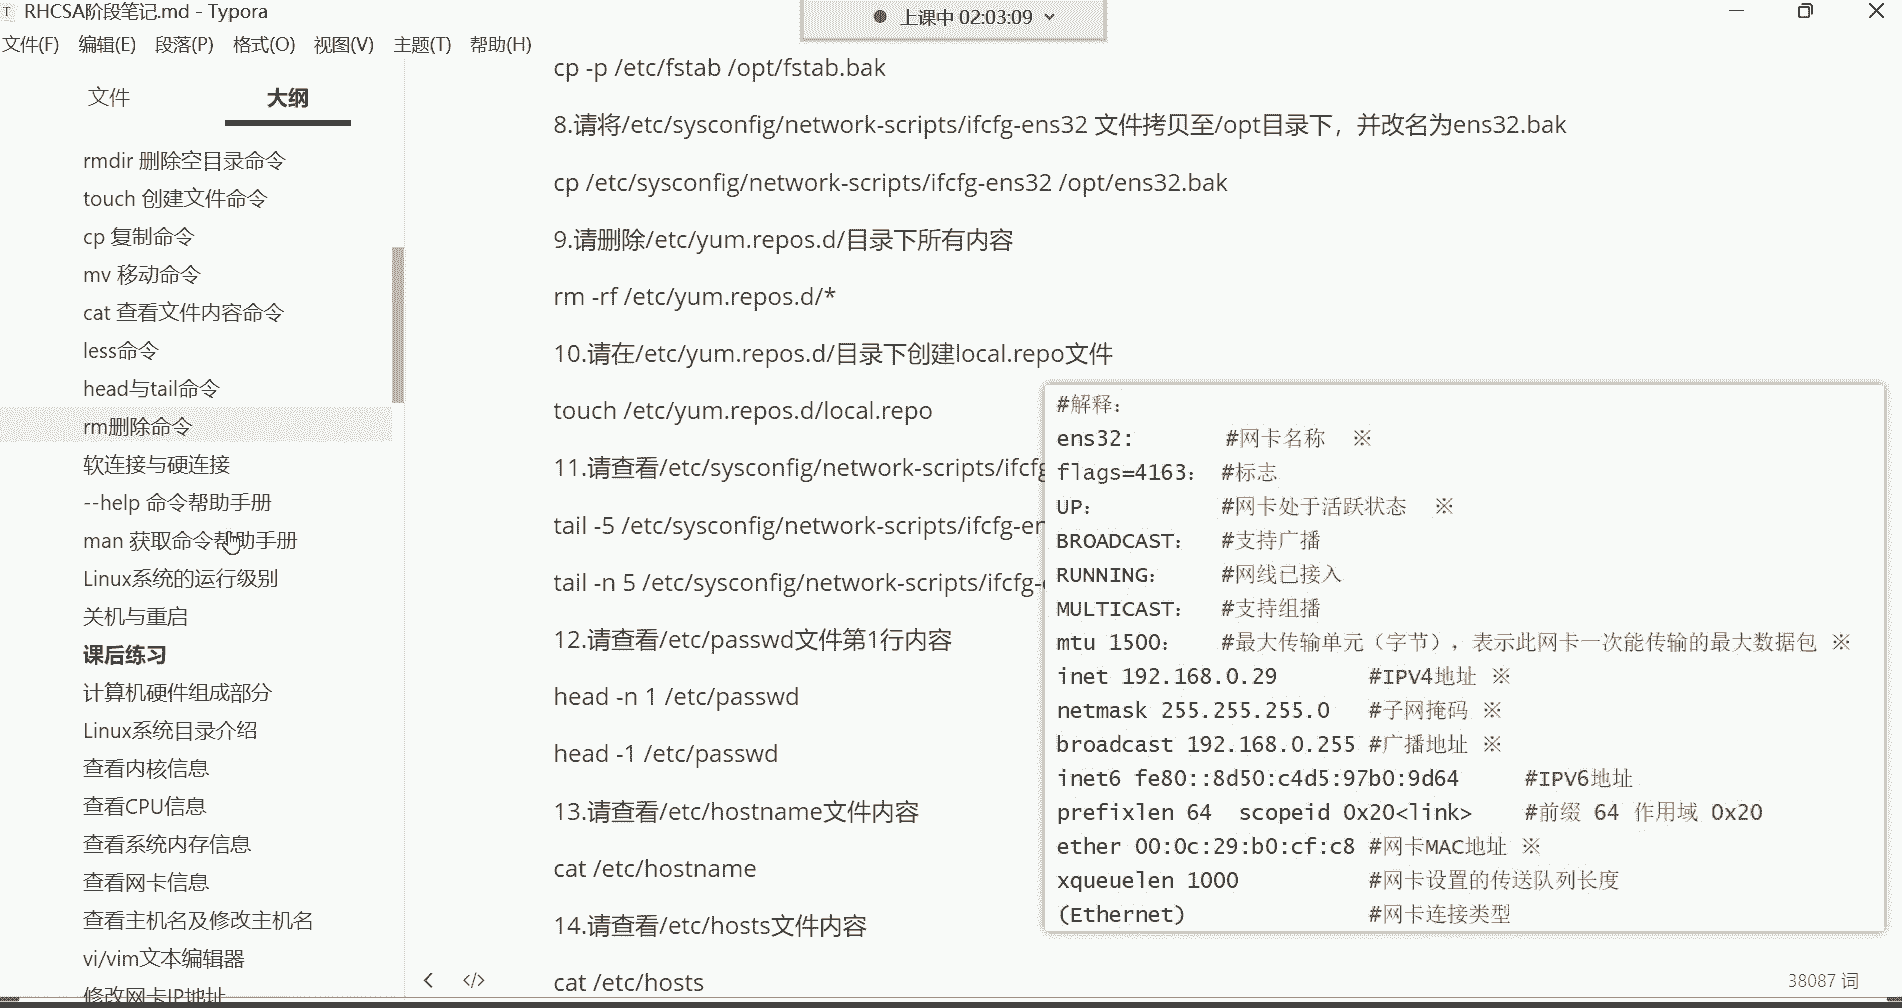 RHCSA阶段笔记.md - Typora
上课中 02:03:09
文件(F) 编辑(E) 段落(P) 格式(O) 视图(V) 主题(T) 帮助(H)
文件 大纲
rmdir 删除空目录命令
touch 创建文件命令
cp 复制命令
mv 移动命令
cat 查看文件内容命令
less命令
head与tail命令
rm删除命令
软连接与硬连接
--help 命令帮助手册
man 获取命令帮助手册
Linux系统的运行级别
关机与重启
课后练习
计算机硬件组成部分
Linux系统目录介绍
查看内核信息
查看CPU信息
查看系统内存信息
查看网卡信息
查看主机名及修改主机名
vi/vim文本编辑器
修改网卡IP地址
cp -p /etc/fstab /opt/fstab.bak
8.请将/etc/sysconfig/network-scripts/ifcfg-ens32 文件拷贝至/opt目录下，并改名为ens32.bak
cp /etc/sysconfig/network-scripts/ifcfg-ens32 /opt/ens32.bak
9.请删除/etc/yum.repos.d/目录下所有内容
rm -rf /etc/yum.repos.d/*
10.请在/etc/yum.repos.d/目录下创建local.repo文件
touch /etc/yum.repos.d/local.repo
11.请查看/etc/sysconfig/network-scripts/ifcfg
tail -5 /etc/sysconfig/network-scripts/ifcfg-en
tail -n 5 /etc/sysconfig/network-scripts/ifcfg-
12.请查看/etc/passwd文件第1行内容
head -n 1 /etc/passwd
head -1 /etc/passwd
13.请查看/etc/hostname文件内容
cat /etc/hostname
14.请查看/etc/hosts文件内容
cat /etc/hosts
#解释：
ens32: #网卡名称 ※
flags=4163： #标志
UP： #网卡处于活跃状态 ※
BROADCAST： #支持广播
RUNNING： #网线已接入
MULTICAST： #支持组播
mtu 1500： #最大传输单元（字节），表示此网卡一次能传输的最大数据包 ※
inet 192.168.0.29 #IPV4地址 ※
netmask 255.255.255.0 #子网掩码 ※
broadcast 192.168.0.255 #广播地址 ※
inet6 fe80::8d50:c4d5:97b0:9d64 #IPV6地址
prefixlen 64 scopeid 0x20<link> #前缀 64 作用域 0x20
ether 00:0c:29:b0:cf:c8 #网卡MAC地址 ※
xqueuelen 1000 #网卡设置的传送队列长度
(Ethernet) #网卡连接类型
38087 词